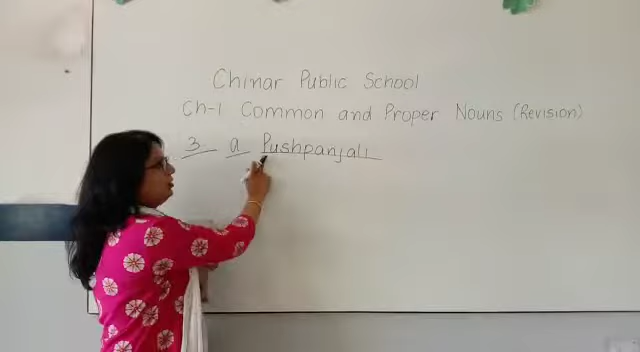 Chinar Public School
Ch-1 Common and Proper Nouns (Revision)
3 a Pushpanjali